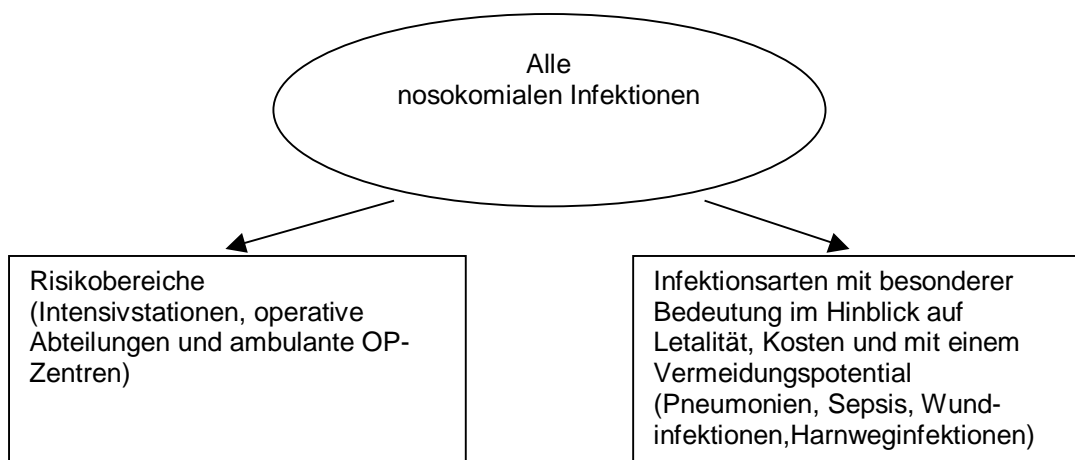 Alle
nosokomialen Infektionen
Risikobereiche
(Intensivstationen, operative
Abteilungen und ambulante OP-
Zentren)
Infektionsarten mit besonderer
Bedeutung im Hinblick auf
Letalität, Kosten und mit einem
Vermeidungspotential
(Pneumonien, Sepsis, Wund-
infektionen,Harnweginfektionen)